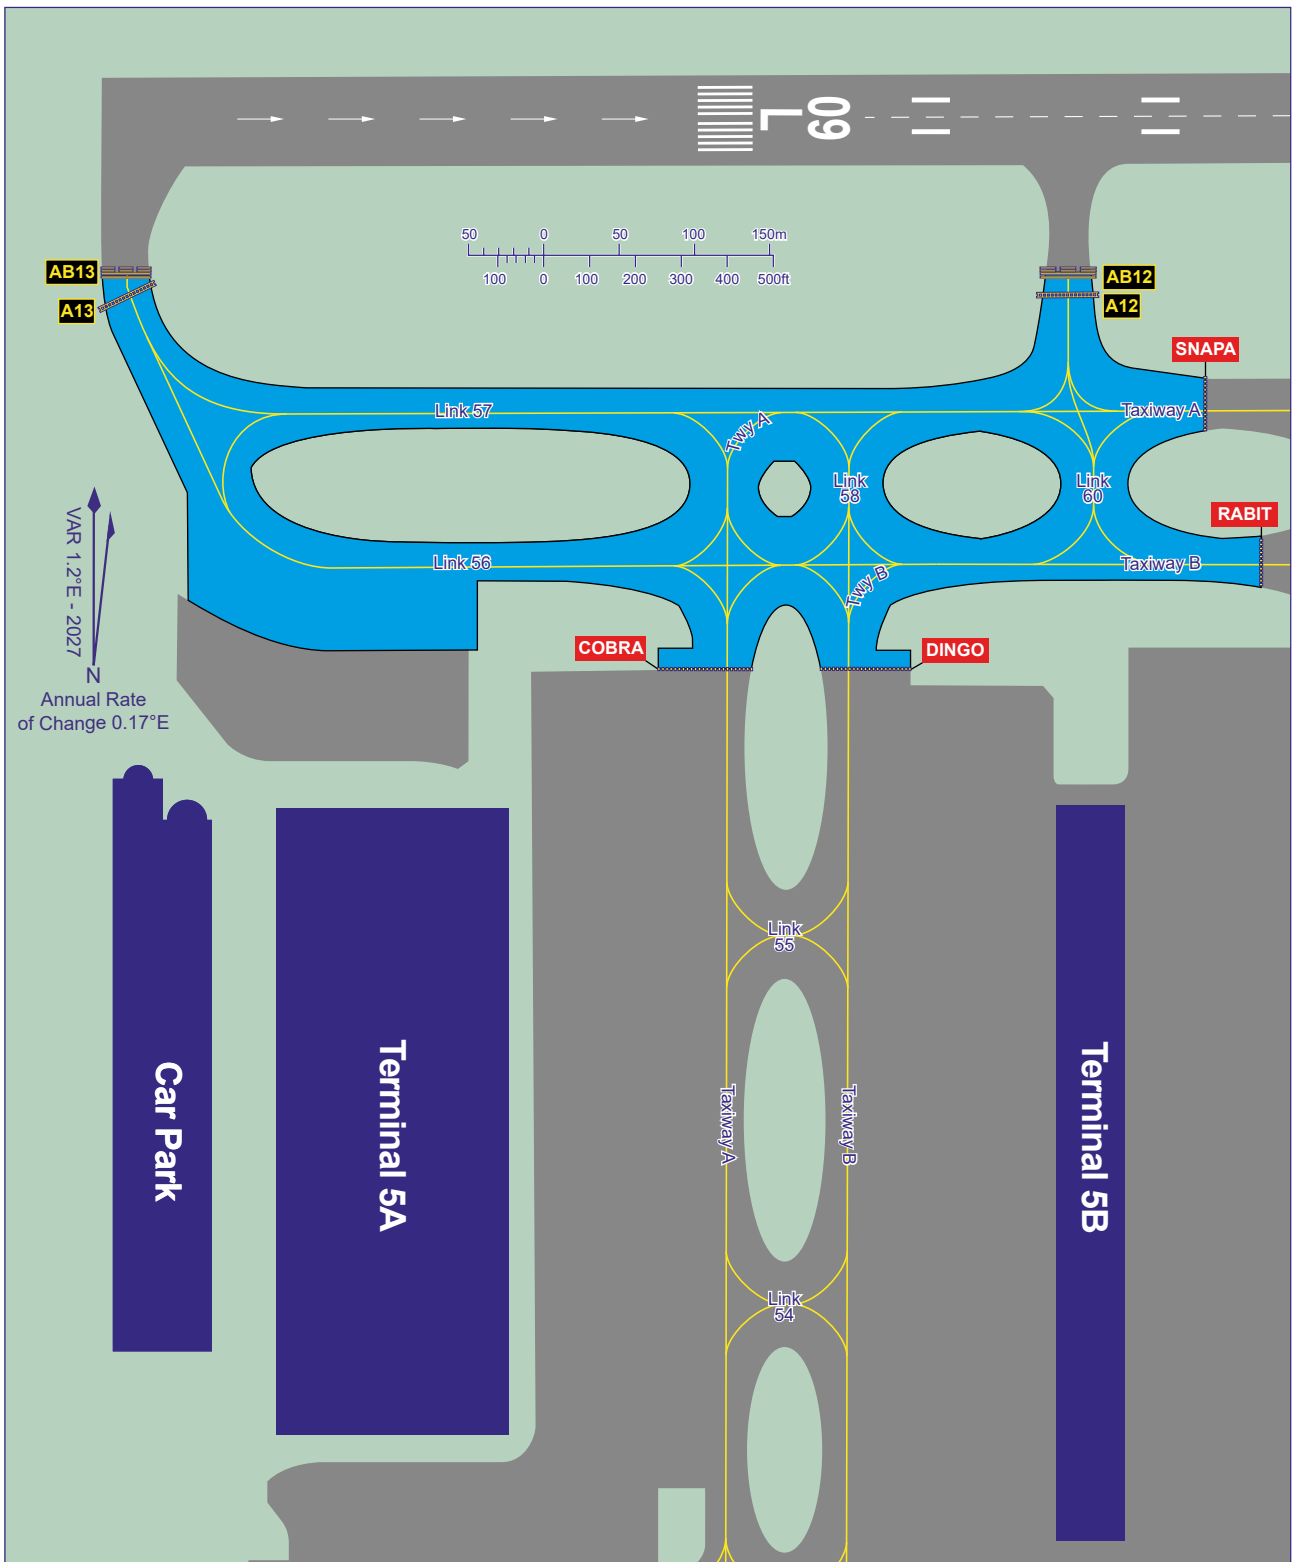 09
L
50 0 50 100 150m
100 0 100 200 300 400 500ft
AB13
A13
AB12
A12
SNAPA
Link 57
Twy A
Taxiway A
Link
58
Link
60
RABIT
Link 56
Twy B
Taxiway B
COBRA
DINGO
VAR 1.2°E - 2027
N
Annual Rate
of Change 0.17°E
Link
55
Car Park
Terminal 5A
Taxiway A
Taxiway B
Terminal 5B
Link
54